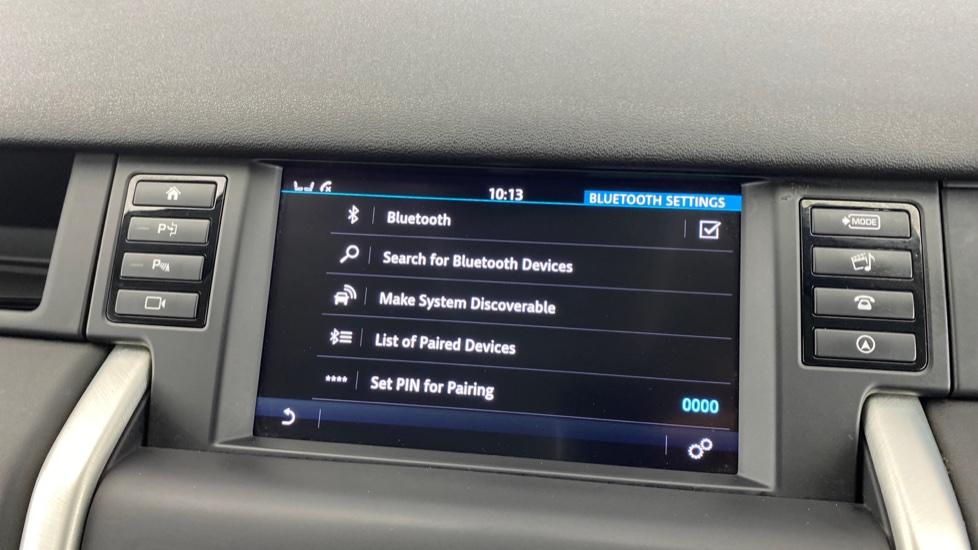 10:13
BLUETOOTH SETTINGS
Bluetooth
Search for Bluetooth Devices
Make System Discoverable
List of Paired Devices
**** Set PIN for Pairing 0000
P
P
MODE